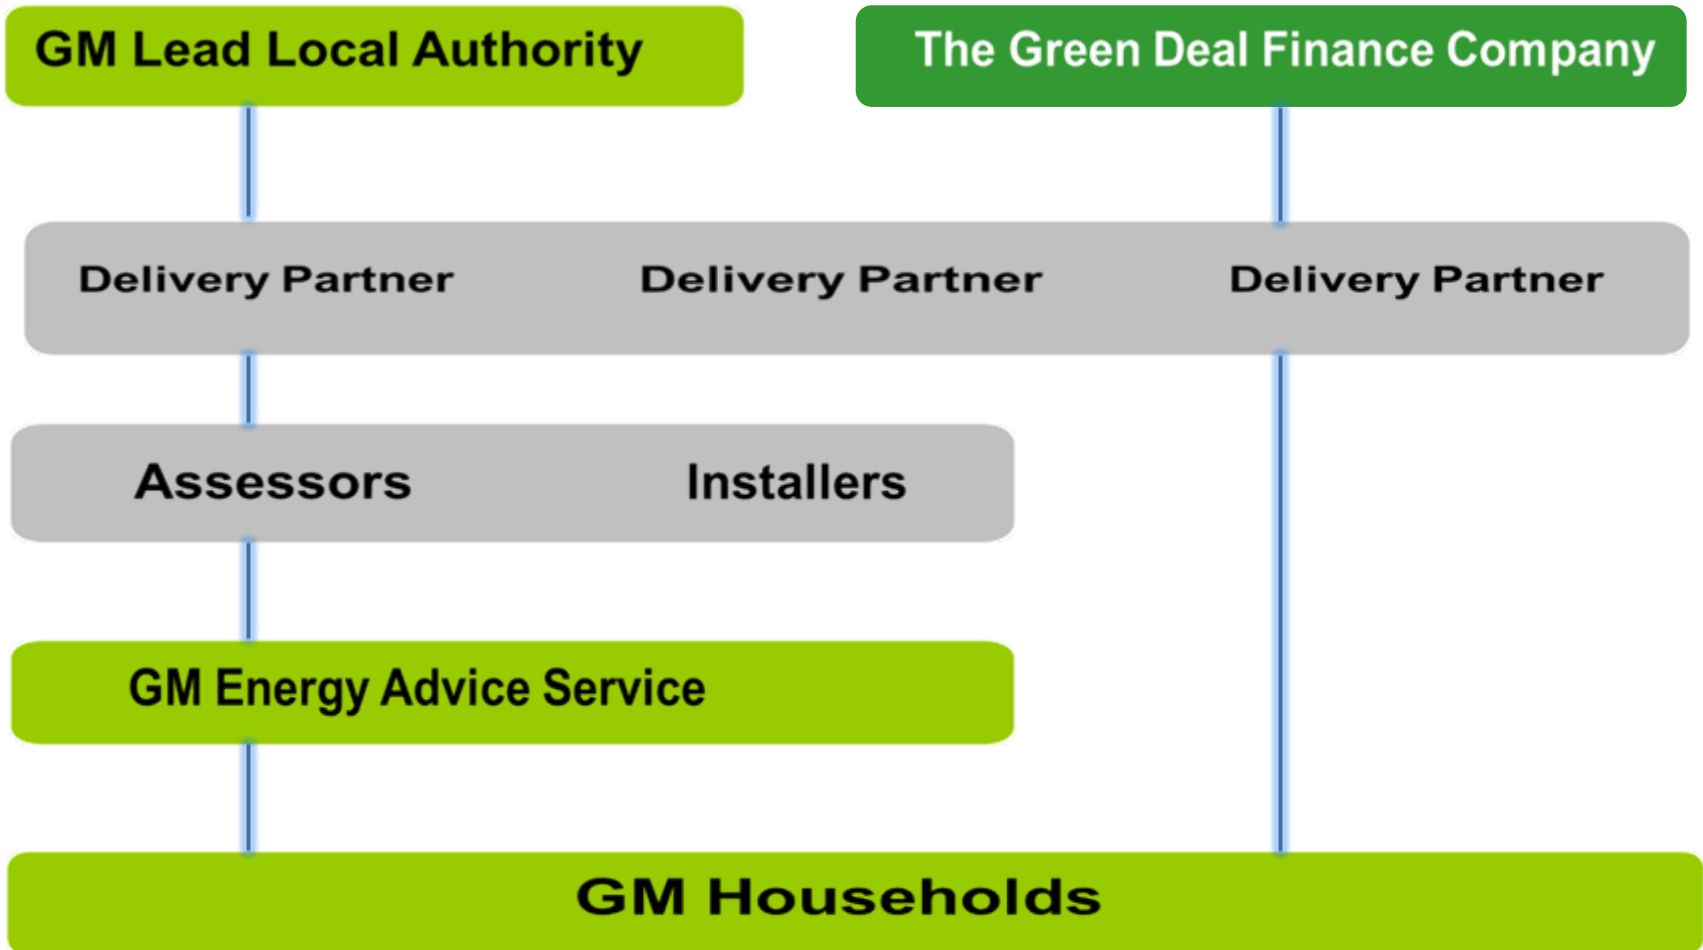 GM Lead Local Authority
The Green Deal Finance Company
Delivery Partner
Delivery Partner
Delivery Partner
Assessors
Installers
GM Energy Advice Service
GM Households